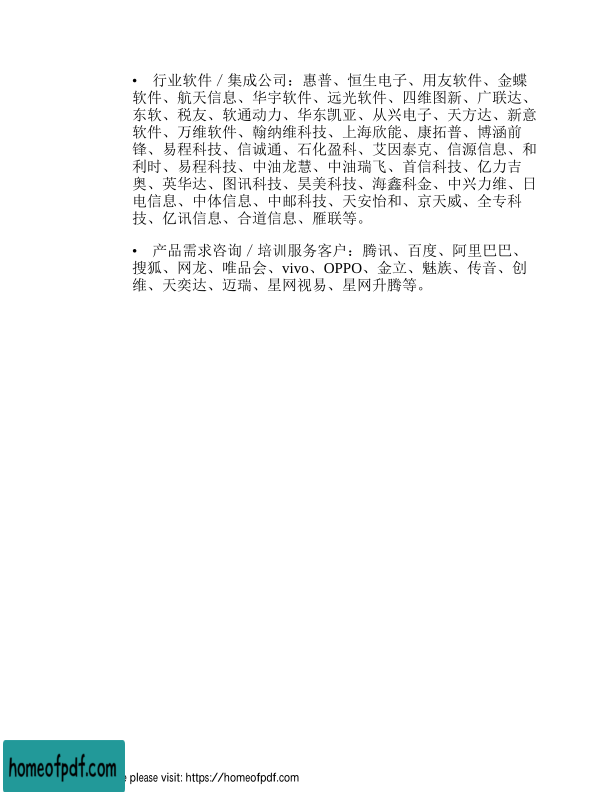 • 行业软件／集成公司：惠普、恒生电子、用友软件、金蝶
软件、航天信息、华宇软件、远光软件、四维图新、广联达、
东软、税友、软通动力、华东凯亚、从兴电子、天方达、新意
软件、万维软件、翰纳维科技、上海欣能、康拓普、博涵前
锋、易程科技、信诚通、石化盈科、艾因泰克、信源信息、和
利时、易程科技、中油龙慧、中油瑞飞、首信科技、亿力吉
奥、英华达、图讯科技、昊美科技、海鑫科金、中兴力维、日
电信息、中体信息、中邮科技、天安怡和、京天威、全专科
技、亿讯信息、合道信息、雁联等。
• 产品需求咨询／培训服务客户：腾讯、百度、阿里巴巴、
搜狐、网龙、唯品会、vivo、OPPO、金立、魅族、传音、创
维、天奕达、迈瑞、星网视易、星网升腾等。
homeofpdf.com
please visit: https://homeofpdf.com